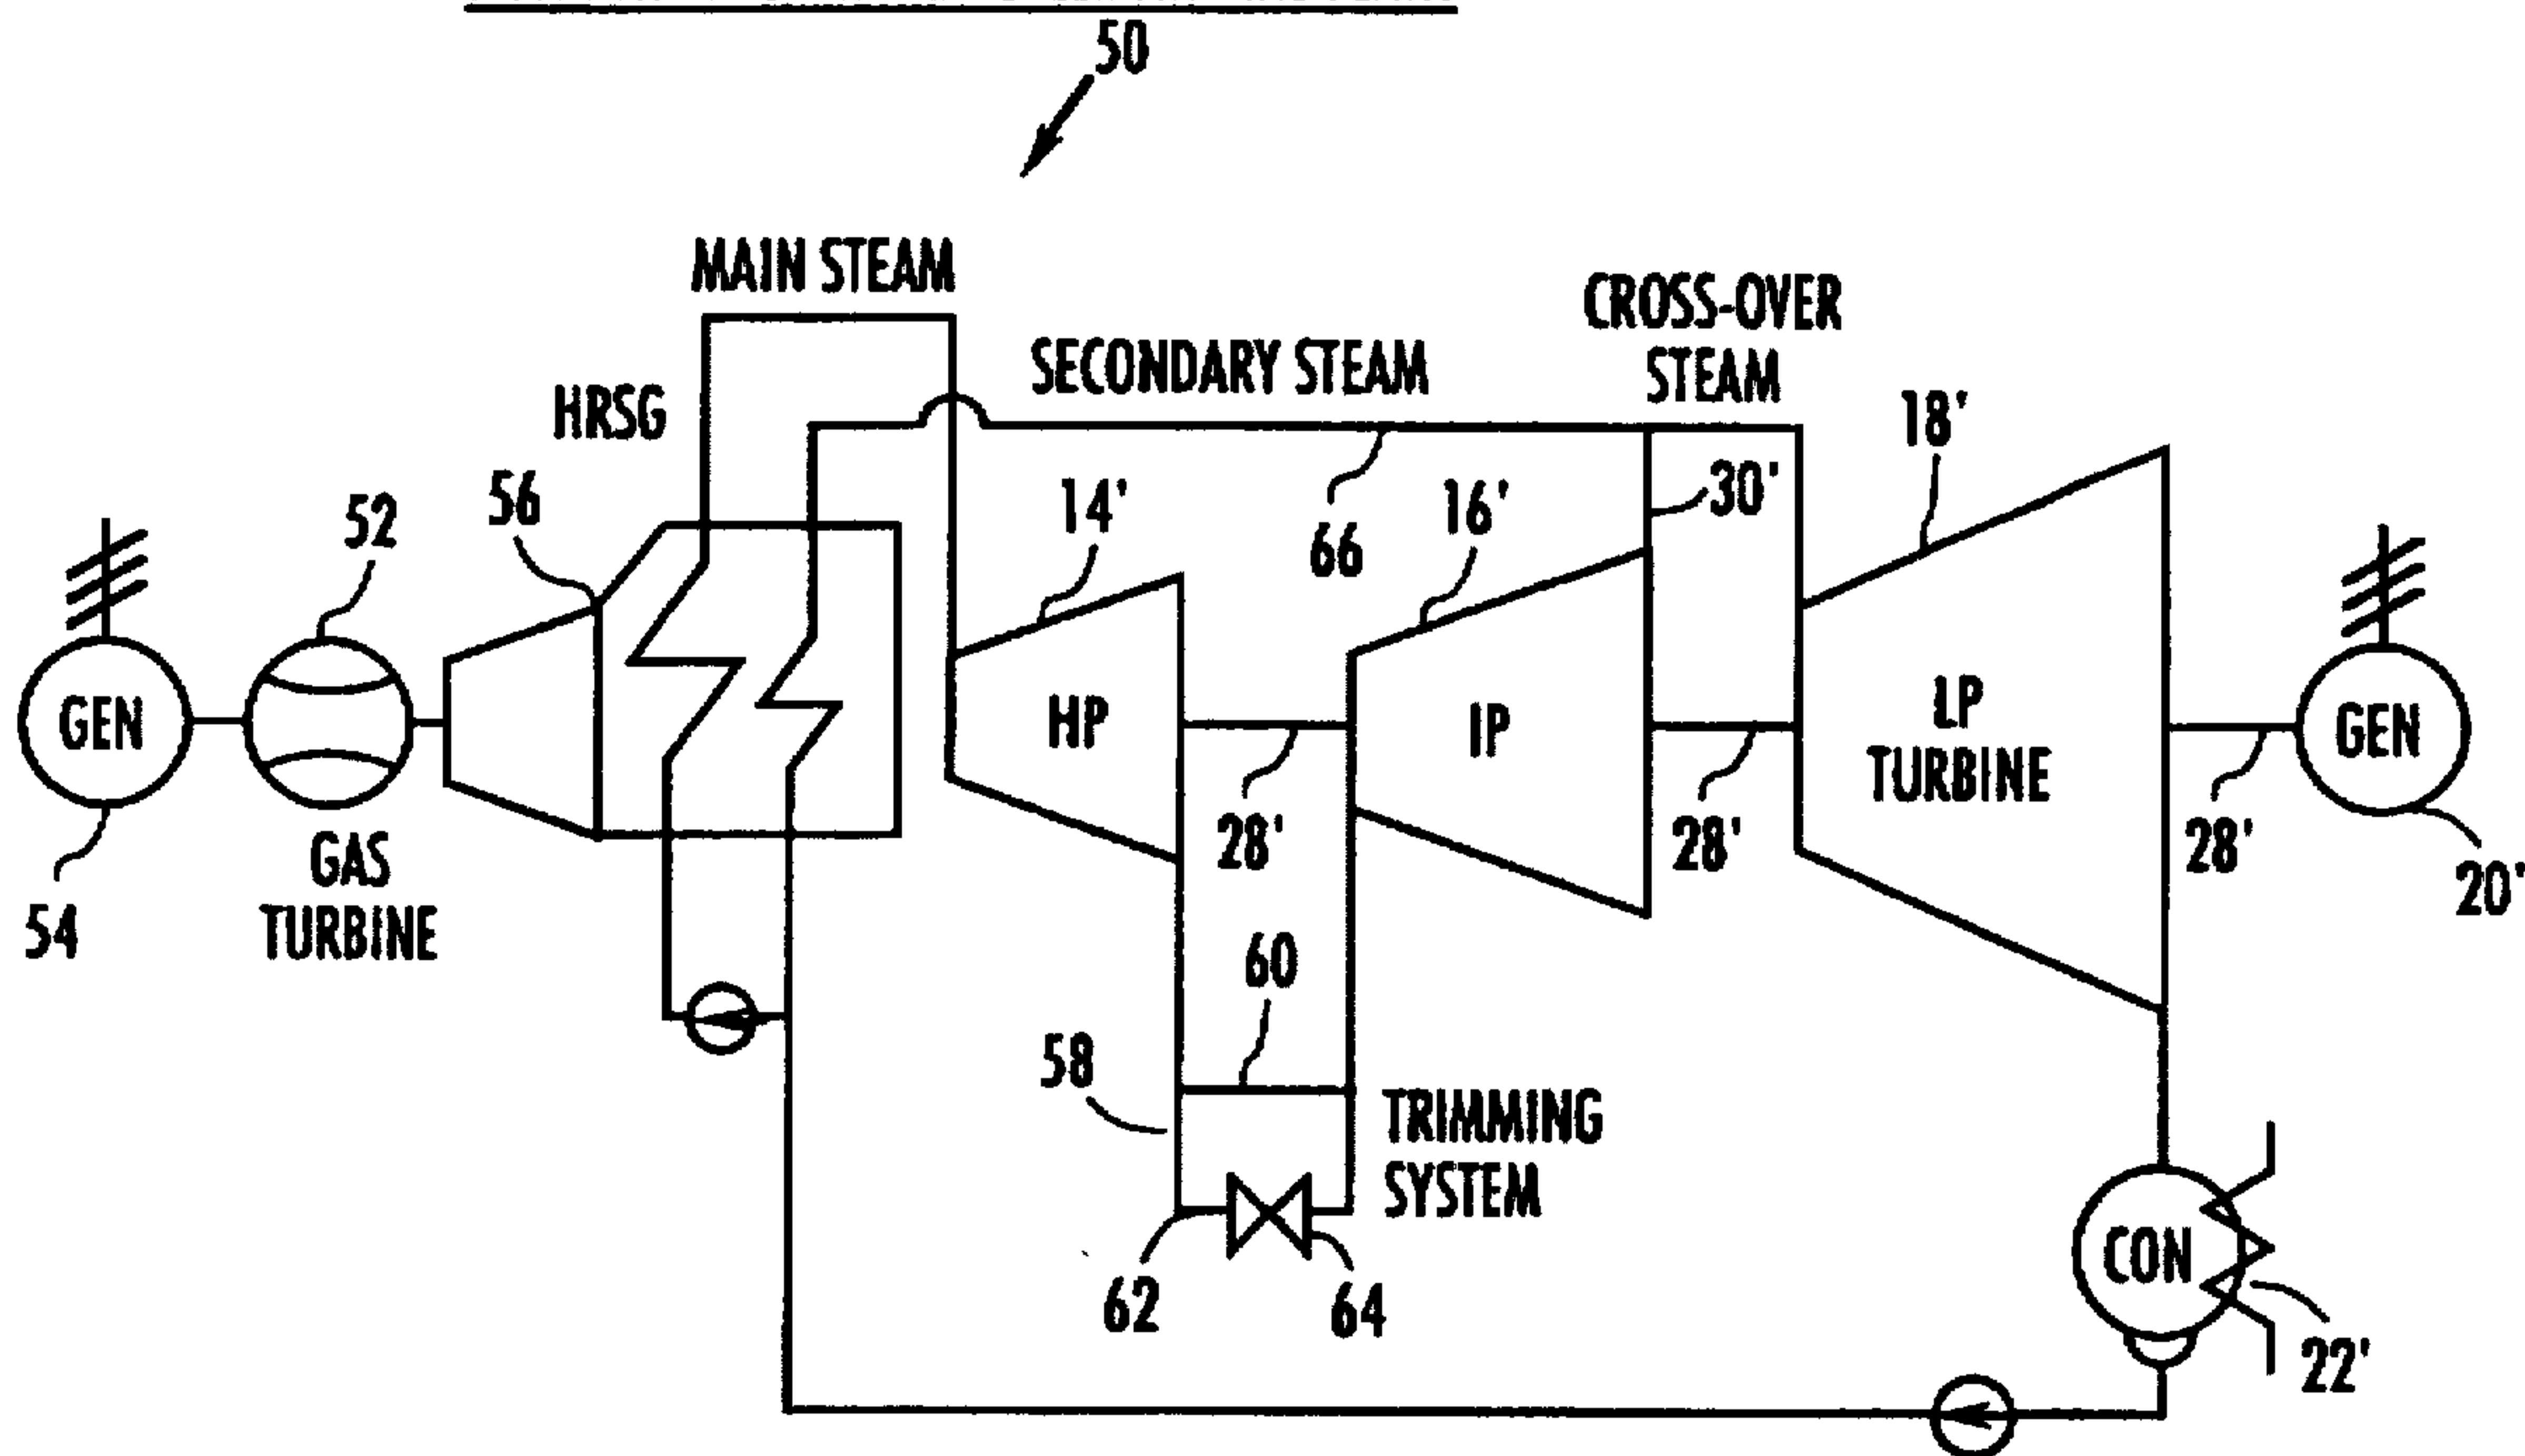 50
MAIN STEAM
CROSS-OVER
STEAM
SECONDARY STEAM
HRSG
18'
56
52
14'
16'
30'
66
GEN
HP
IP
LP
TURBINE
GEN
28'
28'
28'
20'
54
GAS
TURBINE
60
58
TRIMMING
SYSTEM
CON
62
64
22'